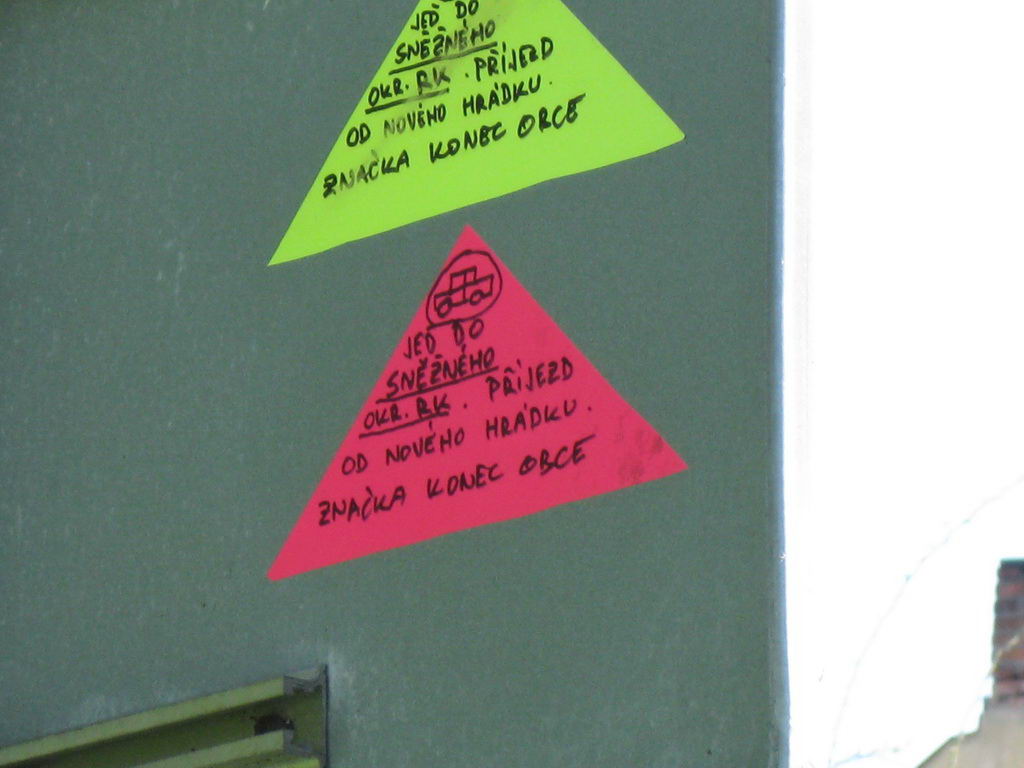 JEĎ DO
SNĚŽNÉHO
OKR. RK. PŘÍJEZD
OD NOVÉHO HRÁDKU.
ZNAČKA KONEC OBCE
JEĎ DO
SNĚŽNÉHO
OKR. RK. PŘÍJEZD
OD NOVÉHO HRÁDKU.
ZNAČKA KONEC OBCE